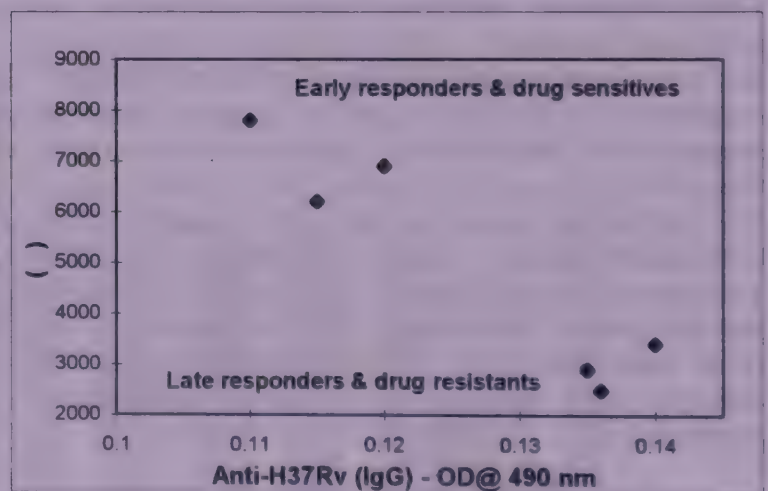 9000
Early responders & drug sensitives
8000
7000
6000
( )
5000
4000
3000
Late responders & drug resistants
2000
0.1 0.11 0.12 0.13 0.14
Anti-H37Rv (IgG) - OD@ 490 nm